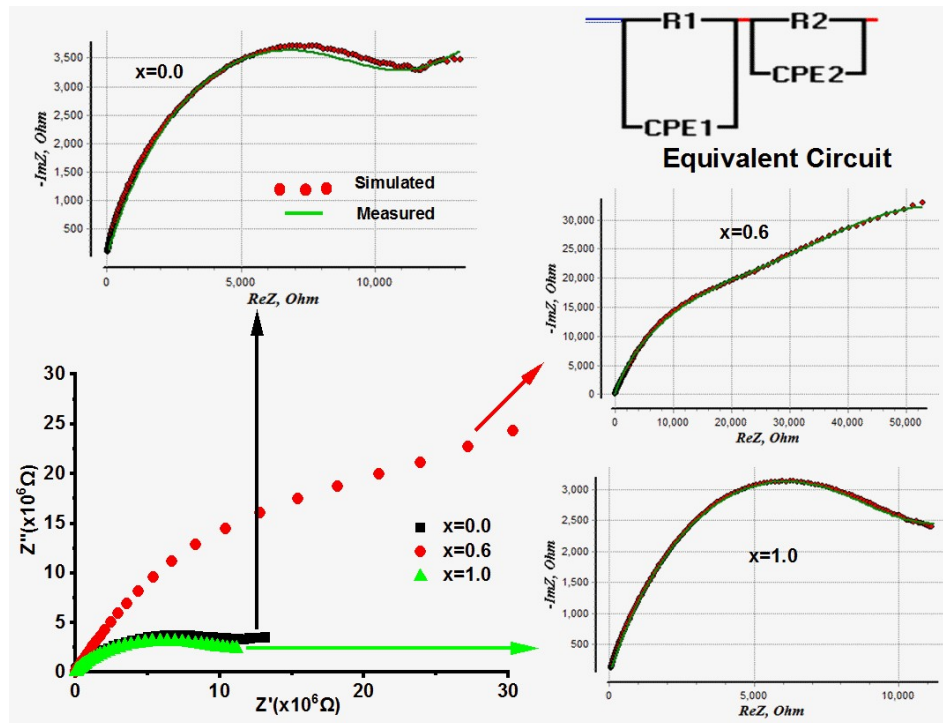 3,500
3,000
2,500
2,000
1,500
1,000
500
-ImZ, Ohm
x=0.0
Simulated
Measured
0
5,000
10,000
ReZ, Ohm
R1
R2
CPE2
CPE1
Equivalent Circuit
30,000
25,000
20,000
15,000
10,000
5,000
0
-ImZ, Ohm
x=0.6
0
10,000
20,000
30,000
40,000
50,000
ReZ, Ohm
30
25
20
15
10
5
0
Z''(x10⁶Ω)
x=0.0
x=0.6
x=1.0
0
10
20
30
Z'(x10⁶Ω)
3,000
2,500
2,000
1,500
1,000
500
-ImZ, Ohm
x=1.0
0
5,000
10,000
ReZ, Ohm